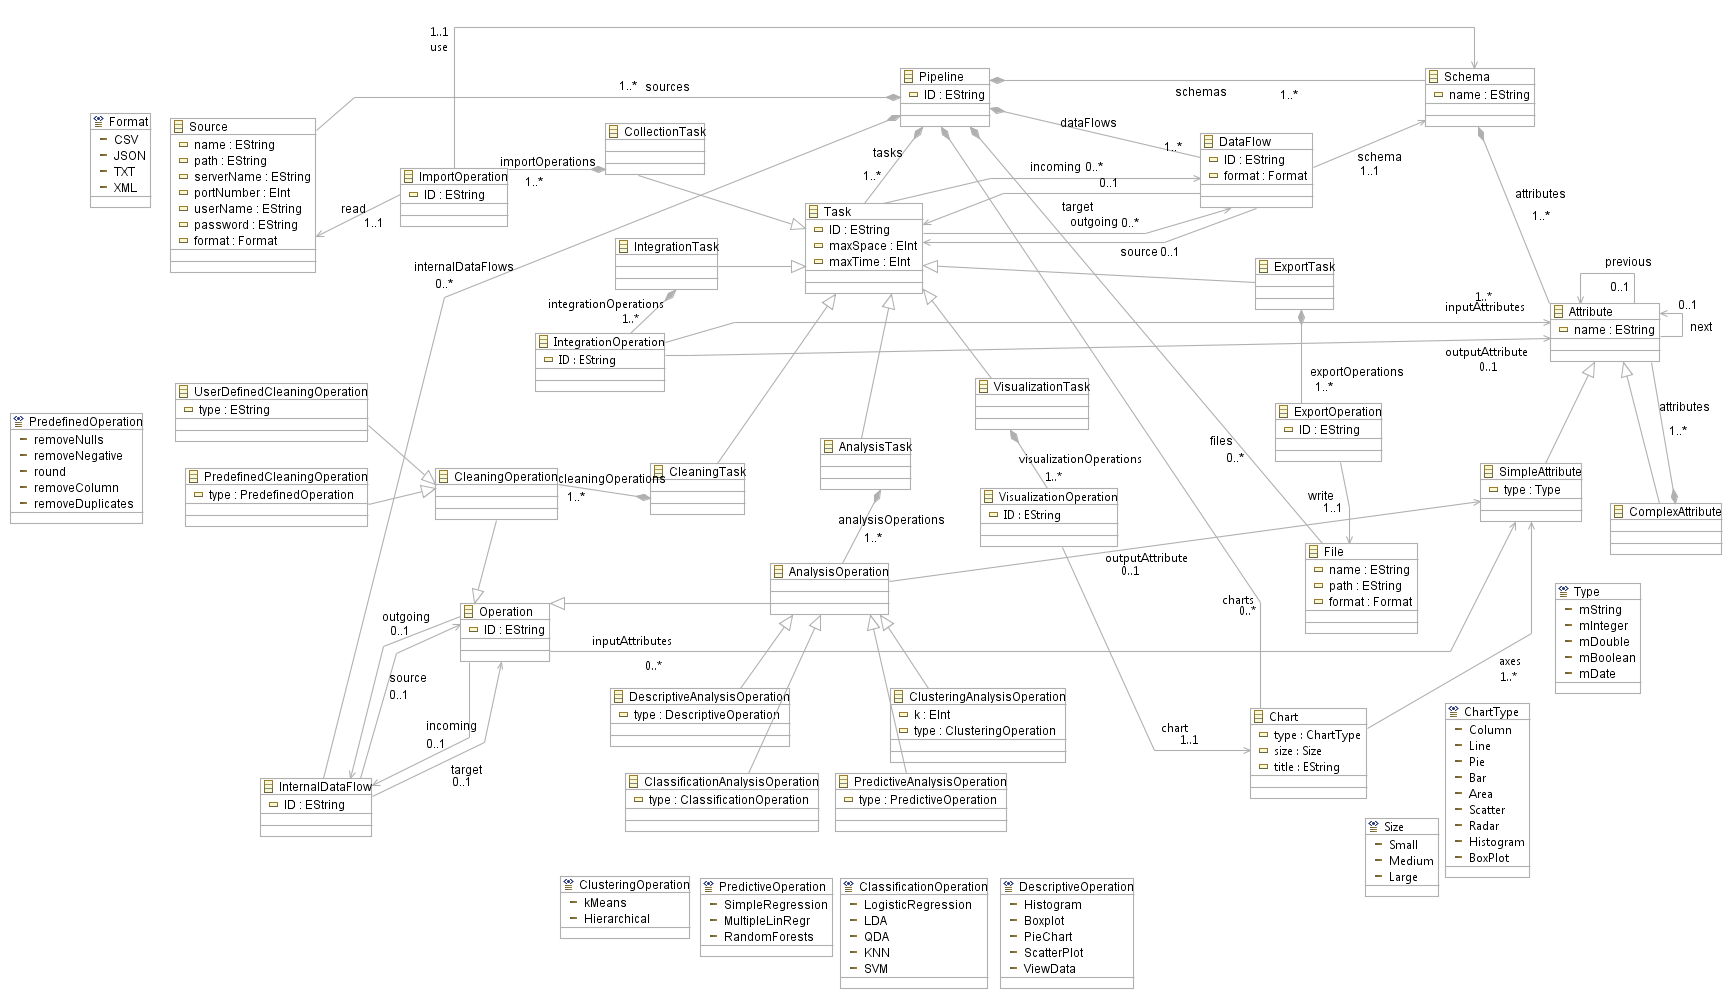 1..1
use
Pipeline
ID : EString
Schema
name : EString
1..* sources
schemas
1..*
Format
CSV
JSON
TXT
XML
Source
name : EString
path : EString
serverName : EString
portNumber : EInt
userName : EString
password : EString
format : Format
CollectionTask
dataFlows
1..*
DataFlow
ID : EString
format : Format
importOperations
1..*
ImportOperation
ID : EString
read
1..1
tasks
1..*
incoming 0..*
0..1
target
outgoing 0..*
source 0..1
schema
1..1
attributes
1..*
Task
ID : EString
maxSpace : EInt
maxTime : EInt
IntegrationTask
internalDataFlows
0..*
ExportTask
previous
0..1
integrationOperations
1..*
1..*
inputAttributes
Attribute
name : EString
0..1
next
IntegrationOperation
ID : EString
outputAttribute
0..1
exportOperations
1..*
UserDefinedCleaningOperation
type : EString
VisualizationTask
ExportOperation
ID : EString
attributes
1..*
PredefinedOperation
removeNulls
removeNegative
round
removeColumn
removeDuplicates
AnalysisTask
files
0..*
PredefinedCleaningOperation
type : PredefinedOperation
CleaningOperation
cleaningOperations
1..*
CleaningTask
visualizationOperations
1..*
SimpleAttribute
type : Type
VisualizationOperation
ID : EString
write
1..1
ComplexAttribute
analysisOperations
1..*
File
name : EString
path : EString
format : Format
AnalysisOperation
outputAttribute
0..1
Type
mString
mInteger
mDouble
mBoolean
mDate
charts
0..*
Operation
ID : EString
outgoing
0..1
inputAttributes
0..*
source
0..1
axes
1..*
DescriptiveAnalysisOperation
type : DescriptiveOperation
ClusteringAnalysisOperation
k : EInt
type : ClusteringOperation
incoming
0..1
chart
1..1
Chart
type : ChartType
size : Size
title : EString
ChartType
Column
Line
Pie
Bar
Area
Scatter
Radar
Histogram
BoxPlot
target
0..1
InternalDataFlow
ID : EString
ClassificationAnalysisOperation
type : ClassificationOperation
PredictiveAnalysisOperation
type : PredictiveOperation
Size
Small
Medium
Large
ClusteringOperation
kMeans
Hierarchical
PredictiveOperation
SimpleRegression
MultipleLinRegr
RandomForests
ClassificationOperation
LogisticRegression
LDA
QDA
KNN
SVM
DescriptiveOperation
Histogram
Boxplot
PieChart
ScatterPlot
ViewData